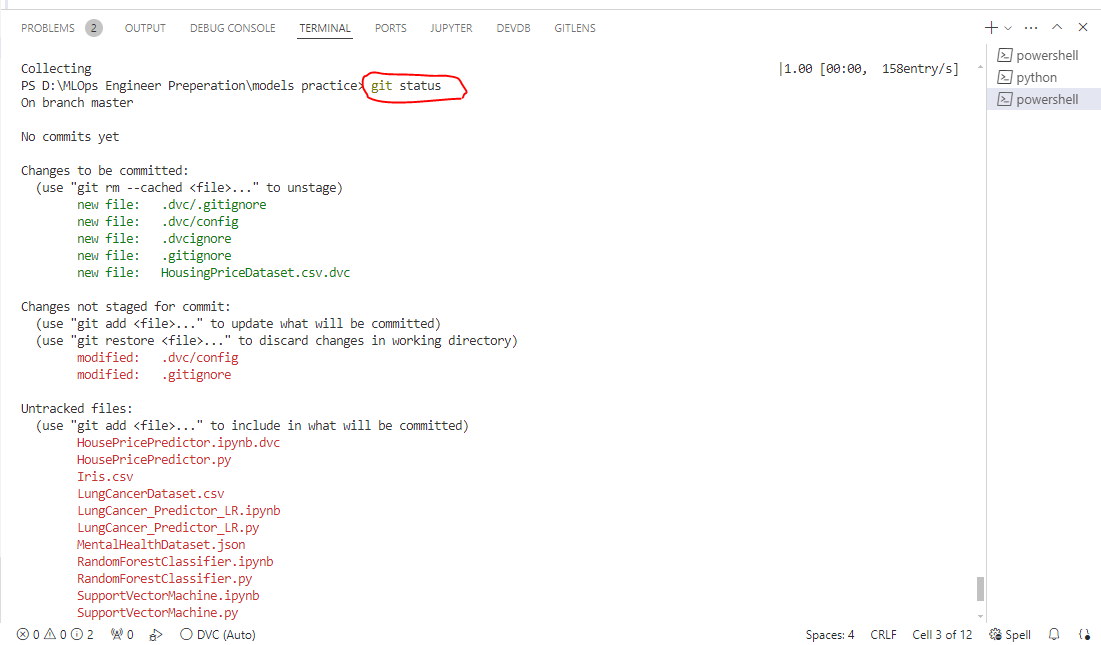 PROBLEMS 2 OUTPUT DEBUG CONSOLE TERMINAL PORTS JUPYTER DEVDB GITLENS
powershell
python
powershell
Collecting |1.00 [00:00, 158entry/s]
PS D:\MLOps Engineer Preperation\models practice> git status
On branch master
No commits yet
Changes to be committed:
(use "git rm --cached <file>..." to unstage)
new file: .dvc/.gitignore
new file: .dvc/config
new file: .dvcignore
new file: .gitignore
new file: HousingPriceDataset.csv.dvc
Changes not staged for commit:
(use "git add <file>..." to update what will be committed)
(use "git restore <file>..." to discard changes in working directory)
modified: .dvc/config
modified: .gitignore
Untracked files:
(use "git add <file>..." to include in what will be committed)
HousePricePredictor.ipynb.dvc
HousePricePredictor.py
Iris.csv
LungCancerDataset.csv
LungCancer_Predictor_LR.ipynb
LungCancer_Predictor_LR.py
MentalHealthDataset.json
RandomForestClassifier.ipynb
RandomForestClassifier.py
SupportVectorMachine.ipynb
SupportVectorMachine.py
0 0 2 0 DVC (Auto) Spaces: 4 CRLF Cell 3 of 12 Spell